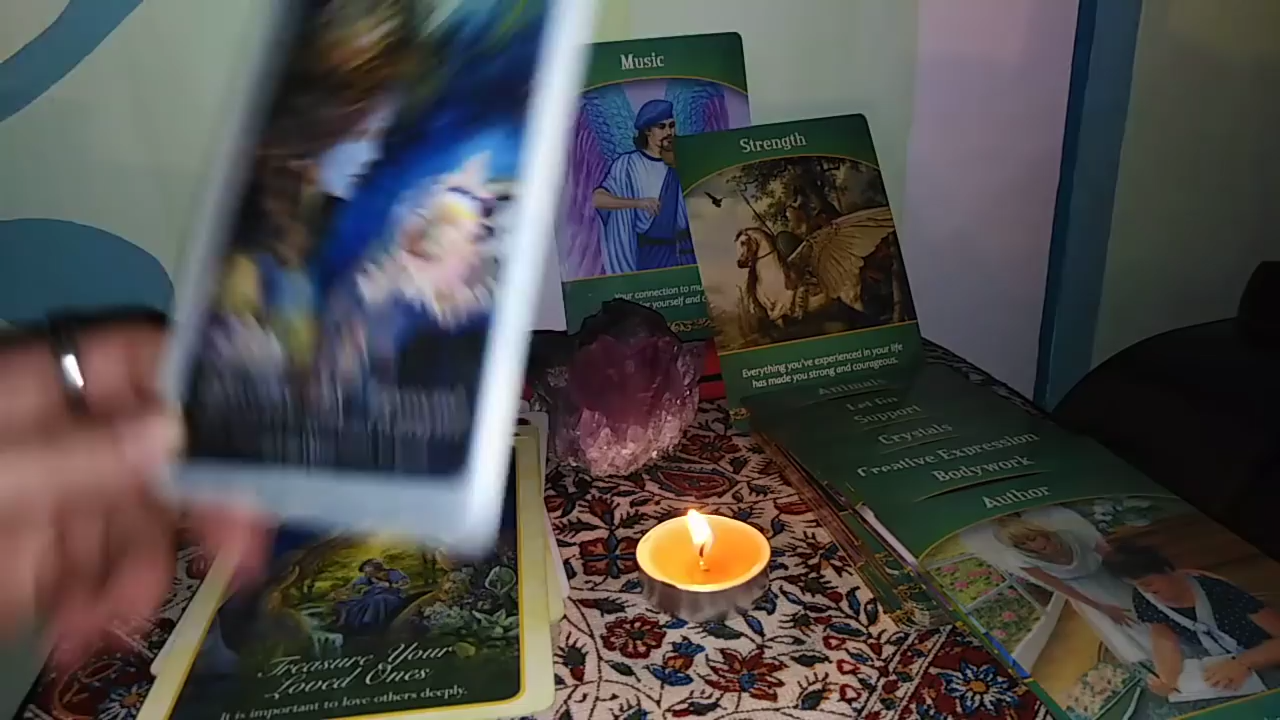 Music
Your connection to mu
r yourself and c
Strength
Everything you've experienced in your life
has made you strong and courageous.
Animals
Let Go
Support
Crystals
Creative Expression
Bodywork
Author
Treasure Your
Loved Ones
It is important to love others deeply.